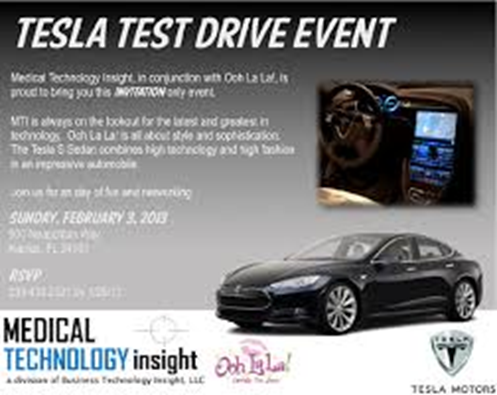 TESLA TEST DRIVE EVENT
Medical Technology Insight, in conjunction with Ooh La La!, is
proud to bring you this INVITATION only event.
MTI is always on the lookout for the latest and greatest in
technology. Ooh La La! is all about style and sophistication.
The Tesla S Sedan combines high technology and high fashion
in an impressive automobile.
Join us for an day of fun and networking
SUNDAY, FEBRUARY 3, 2013
Way
FL
RSVP
MEDICAL
TECHNOLOGY insight
a division of Business Technology Insight, LLC
Ooh La La!
TESLA
TESLA MOTORS